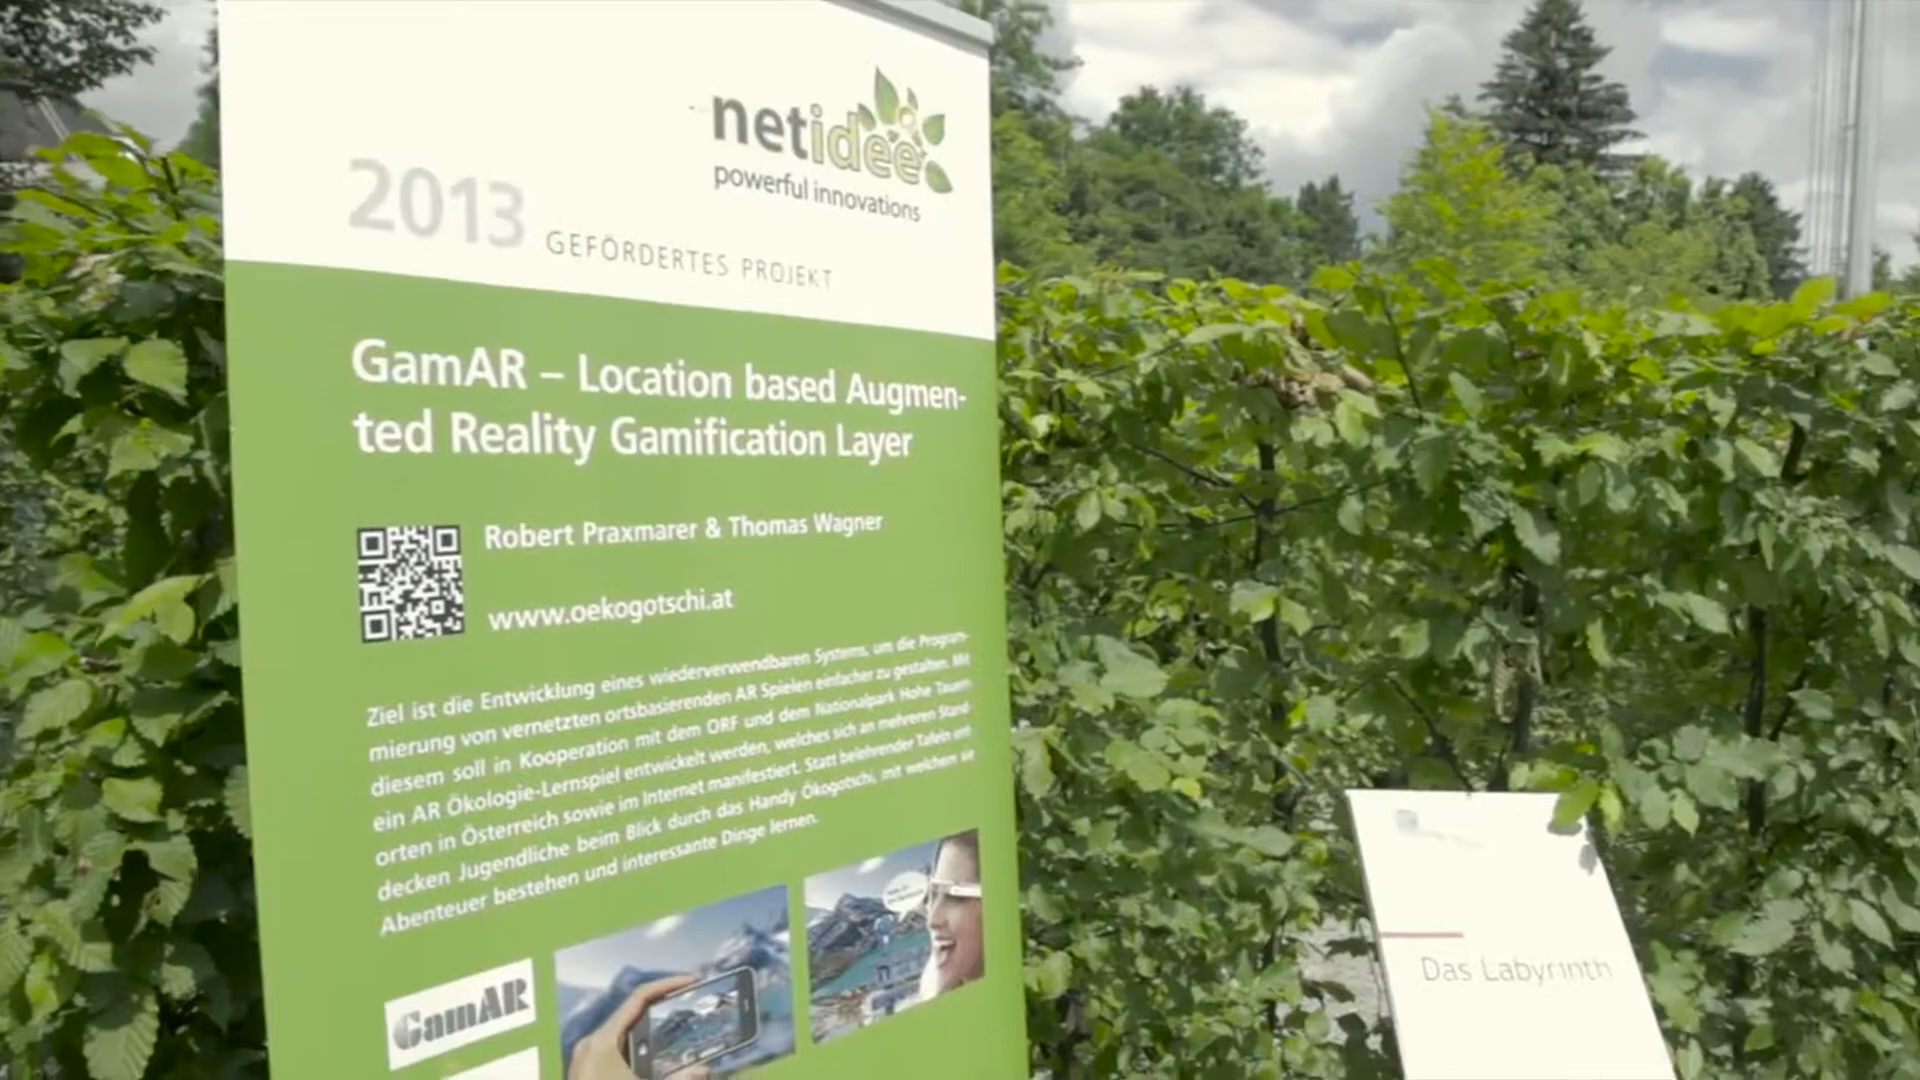 netidee
powerful innovations
2013 GEFÖRDERTES PROJEKT
GamAR – Location based Augmen-
ted Reality Gamification Layer
Robert Praxmarer & Thomas Wagner
www.oekogotschi.at
Ziel ist die Entwicklung eines wiederverwendbaren Systems, um die Program-
mierung von vernetzten ortsbasierenden AR Spielen einfacher zu gestalten. Mit
diesem soll in Kooperation mit dem ORF und dem Nationalpark Hohe Tauern
ein AR Ökologie-Lernspiel entwickelt werden, welches sich an mehreren Stand-
orten in Österreich sowie im Internet manifestiert. Statt belehrender Tafeln ent-
decken Jugendliche beim Blick durch das Handy Ökogotschi, mit welchem sie
Abenteuer bestehen und interessante Dinge lernen.
GamAR
Das Labyrinth